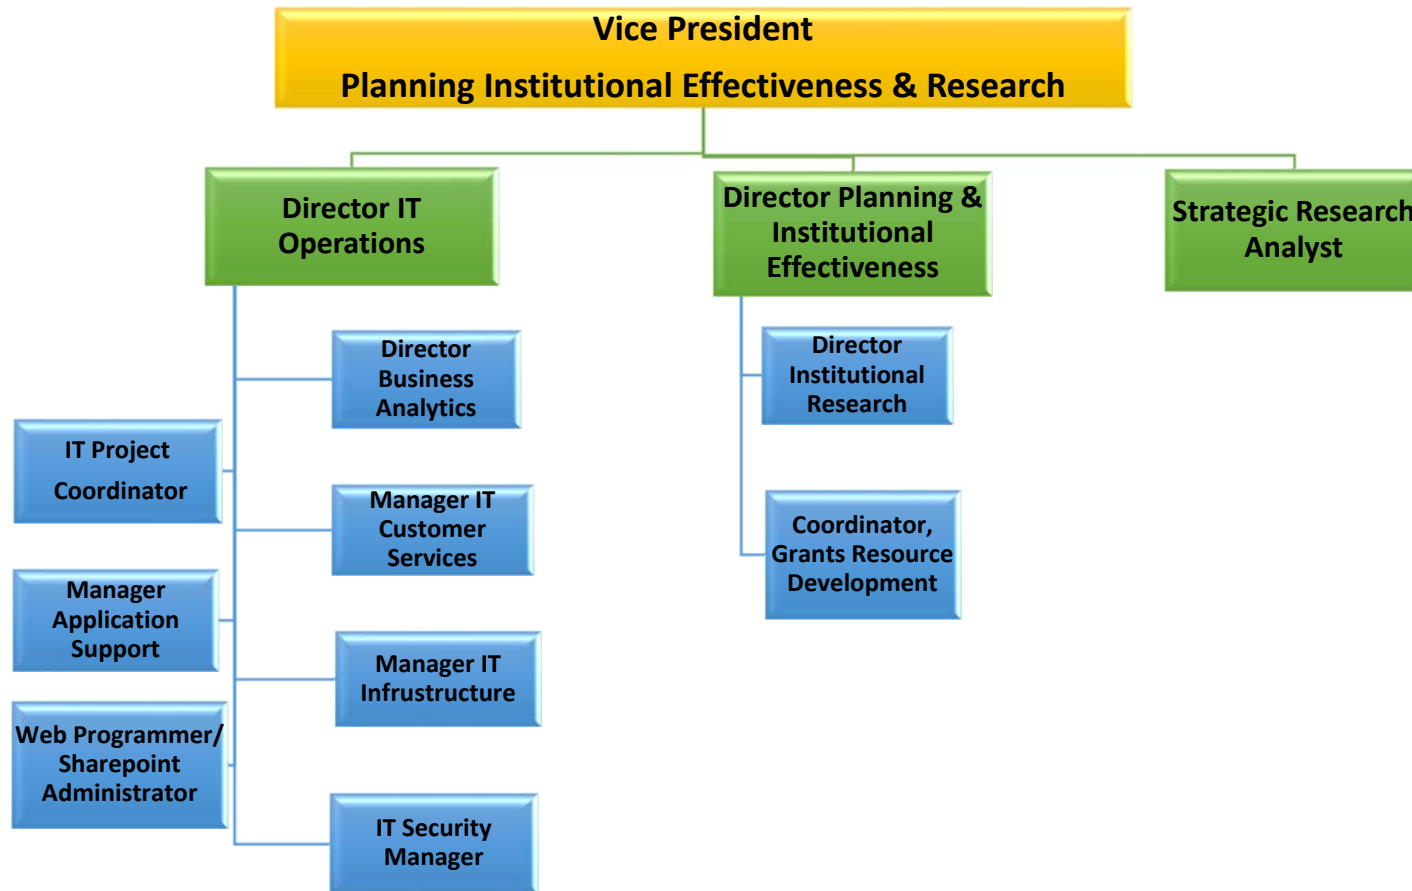 Vice President
Planning Institutional Effectiveness & Research
Director IT
Operations
Director Planning &
Institutional
Effectiveness
Strategic Research
Analyst
Director
Business
Analytics
IT Project
Coordinator
Manager IT
Customer
Services
Manager
Application
Support
Manager IT
Infrustructure
Web Programmer/
Sharepoint
Administrator
IT Security
Manager
Director
Institutional
Research
Coordinator,
Grants Resource
Development